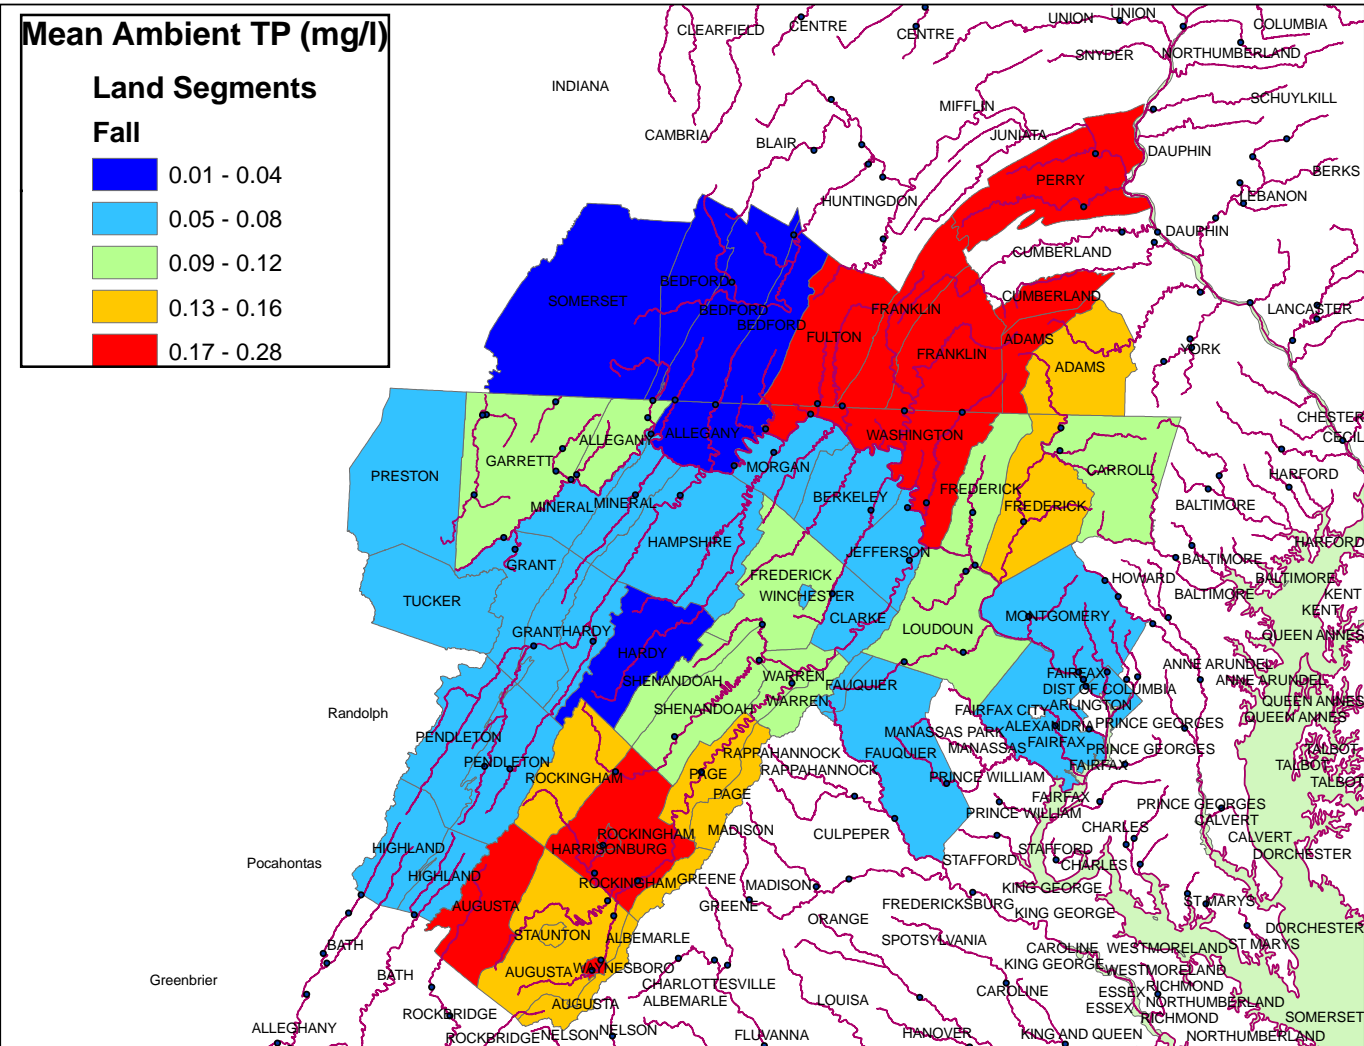 Mean Ambient TP (mg/l)
Land Segments
Fall
0.01 - 0.04
0.05 - 0.08
0.09 - 0.12
0.13 - 0.16
0.17 - 0.28
CLEARFIELD
CENTRE
CENTRE
UNION
UNION
COLUMBIA
SNYDER
NORTHUMBERLAND
INDIANA
MIFFLIN
SCHUYLKILL
CAMBRIA
BLAIR
JUNIATA
DAUPHIN
BERKS
PERRY
HUNTINGDON
LEBANON
DAUPHIN
CUMBERLAND
BEDFORD
SOMERSET
BEDFORD
BEDFORD
FRANKLIN
CUMBERLAND
LANCASTER
FULTON
ADAMS
FRANKLIN
YORK
ADAMS
CHESTER
ALLEGANY
ALLEGANY
WASHINGTON
CECIL
GARRETT
MORGAN
CARROLL
HARFORD
PRESTON
MINERAL
MINERAL
BERKELEY
FREDERICK
FREDERICK
BALTIMORE
HAMPSHIRE
JEFFERSON
HARFORD
GRANT
BALTIMORE
FREDERICK
HOWARD
BALTIMORE
TUCKER
WINCHESTER
BALTIMORE
KENT
CLARKE
MONTGOMERY
KENT
GRANT
HARDY
LOUDOUN
QUEEN ANNES
HARDY
ANNE ARUNDEL
SHENANDOAH
WARREN
FAUQUIER
FAIRFAX
ANNE ARUNDEL
DIST OF COLUMBIA
WARREN
ARLINGTON
QUEEN ANNES
Randolph
SHENANDOAH
FAIRFAX CITY
QUEEN ANNES
ALEXANDRIA
PRINCE GEORGES
PENDLETON
MANASSAS PARK
FAIRFAX
RAPPAHANNOCK
FAUQUIER
MANASSAS
PRINCE GEORGES
TALBOT
PENDLETON
RAPPAHANNOCK
FAIRFAX
TALBOT
ROCKINGHAM
PAGE
PRINCE WILLIAM
TALBOT
PAGE
FAIRFAX
PRINCE GEORGES
PRINCE WILLIAM
CALVERT
ROCKINGHAM
MADISON
CULPEPER
CHARLES
CALVERT
HIGHLAND
HARRISONBURG
STAFFORD
DORCHESTER
Pocahontas
STAFFORD
CHARLES
HIGHLAND
ROCKINGHAM
GREENE
MADISON
KING GEORGE
AUGUSTA
GREENE
FREDERICKSBURG
KING GEORGE
ST MARYS
ORANGE
STAUNTON
ALBEMARLE
SPOTSYLVANIA
DORCHESTER
BATH
CAROLINE
WESTMORELAND
ST MARYS
AUGUSTA
WAYNESBORO
KING GEORGE
WESTMORELAND
Greenbrier
BATH
CHARLOTTESVILLE
CAROLINE
ESSEX
RICHMOND
AUGUSTA
ALBEMARLE
LOUISA
NORTHUMBERLAND
ROCKBRIDGE
ESSEX
RICHMOND
SOMERSET
ALLEGHANY
ROCKBRIDGE
NELSON
NELSON
FLUVANNA
HANOVER
KING AND QUEEN
NORTHUMBERLAND